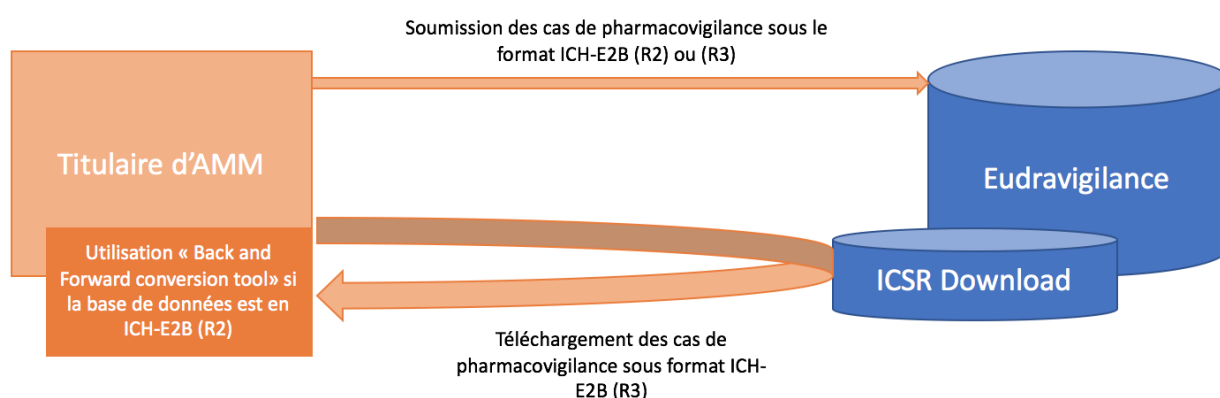 Soumission des cas de pharmacovigilance sous le
format ICH-E2B (R2) ou (R3)
Titulaire d'AMM
Eudravigilance
Utilisation « Back and
Forward conversion tool» si
la base de données est en
ICH-E2B (R2)
ICSR Download
Téléchargement des cas de
pharmacovigilance sous format ICH-
E2B (R3)